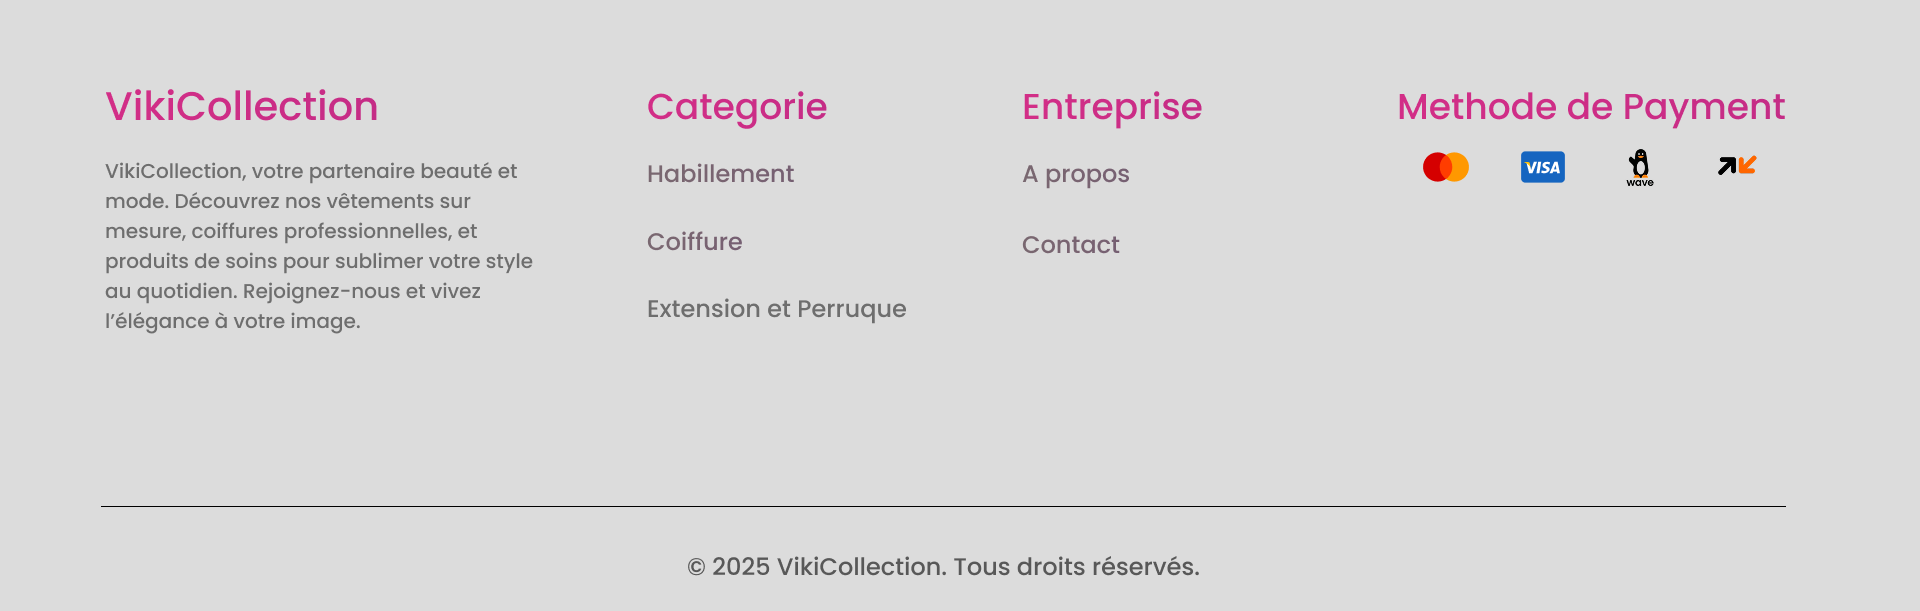 VikiCollection
VikiCollection, votre partenaire beauté et
mode. Découvrez nos vêtements sur
mesure, coiffures professionnelles, et
produits de soins pour sublimer votre style
au quotidien. Rejoignez-nous et vivez
l’élégance à votre image.
Categorie
Habillement
Coiffure
Extension et Perruque
Entreprise
A propos
Contact
Methode de Payment
VISA
wave
© 2025 VikiCollection. Tous droits réservés.